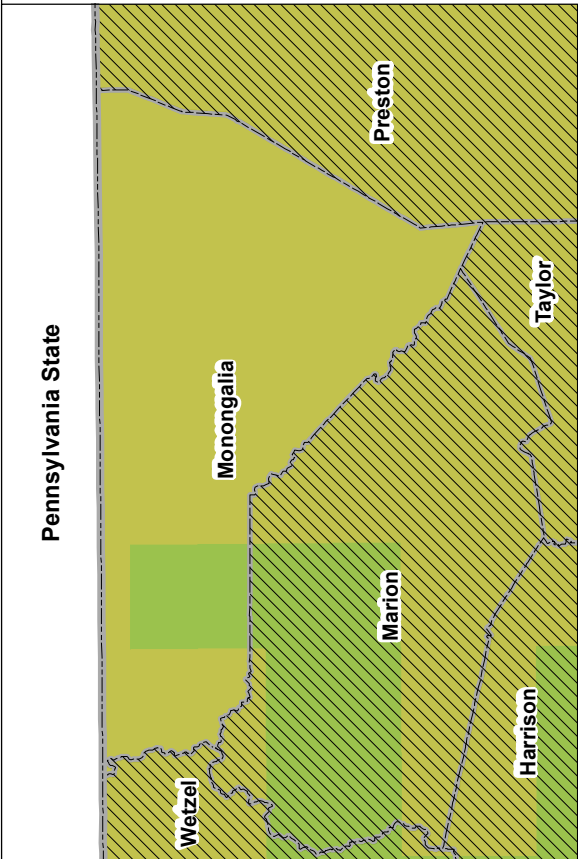 Pennsylvania State
Preston
Monongalia
Taylor
Marion
Harrison
Wetzel